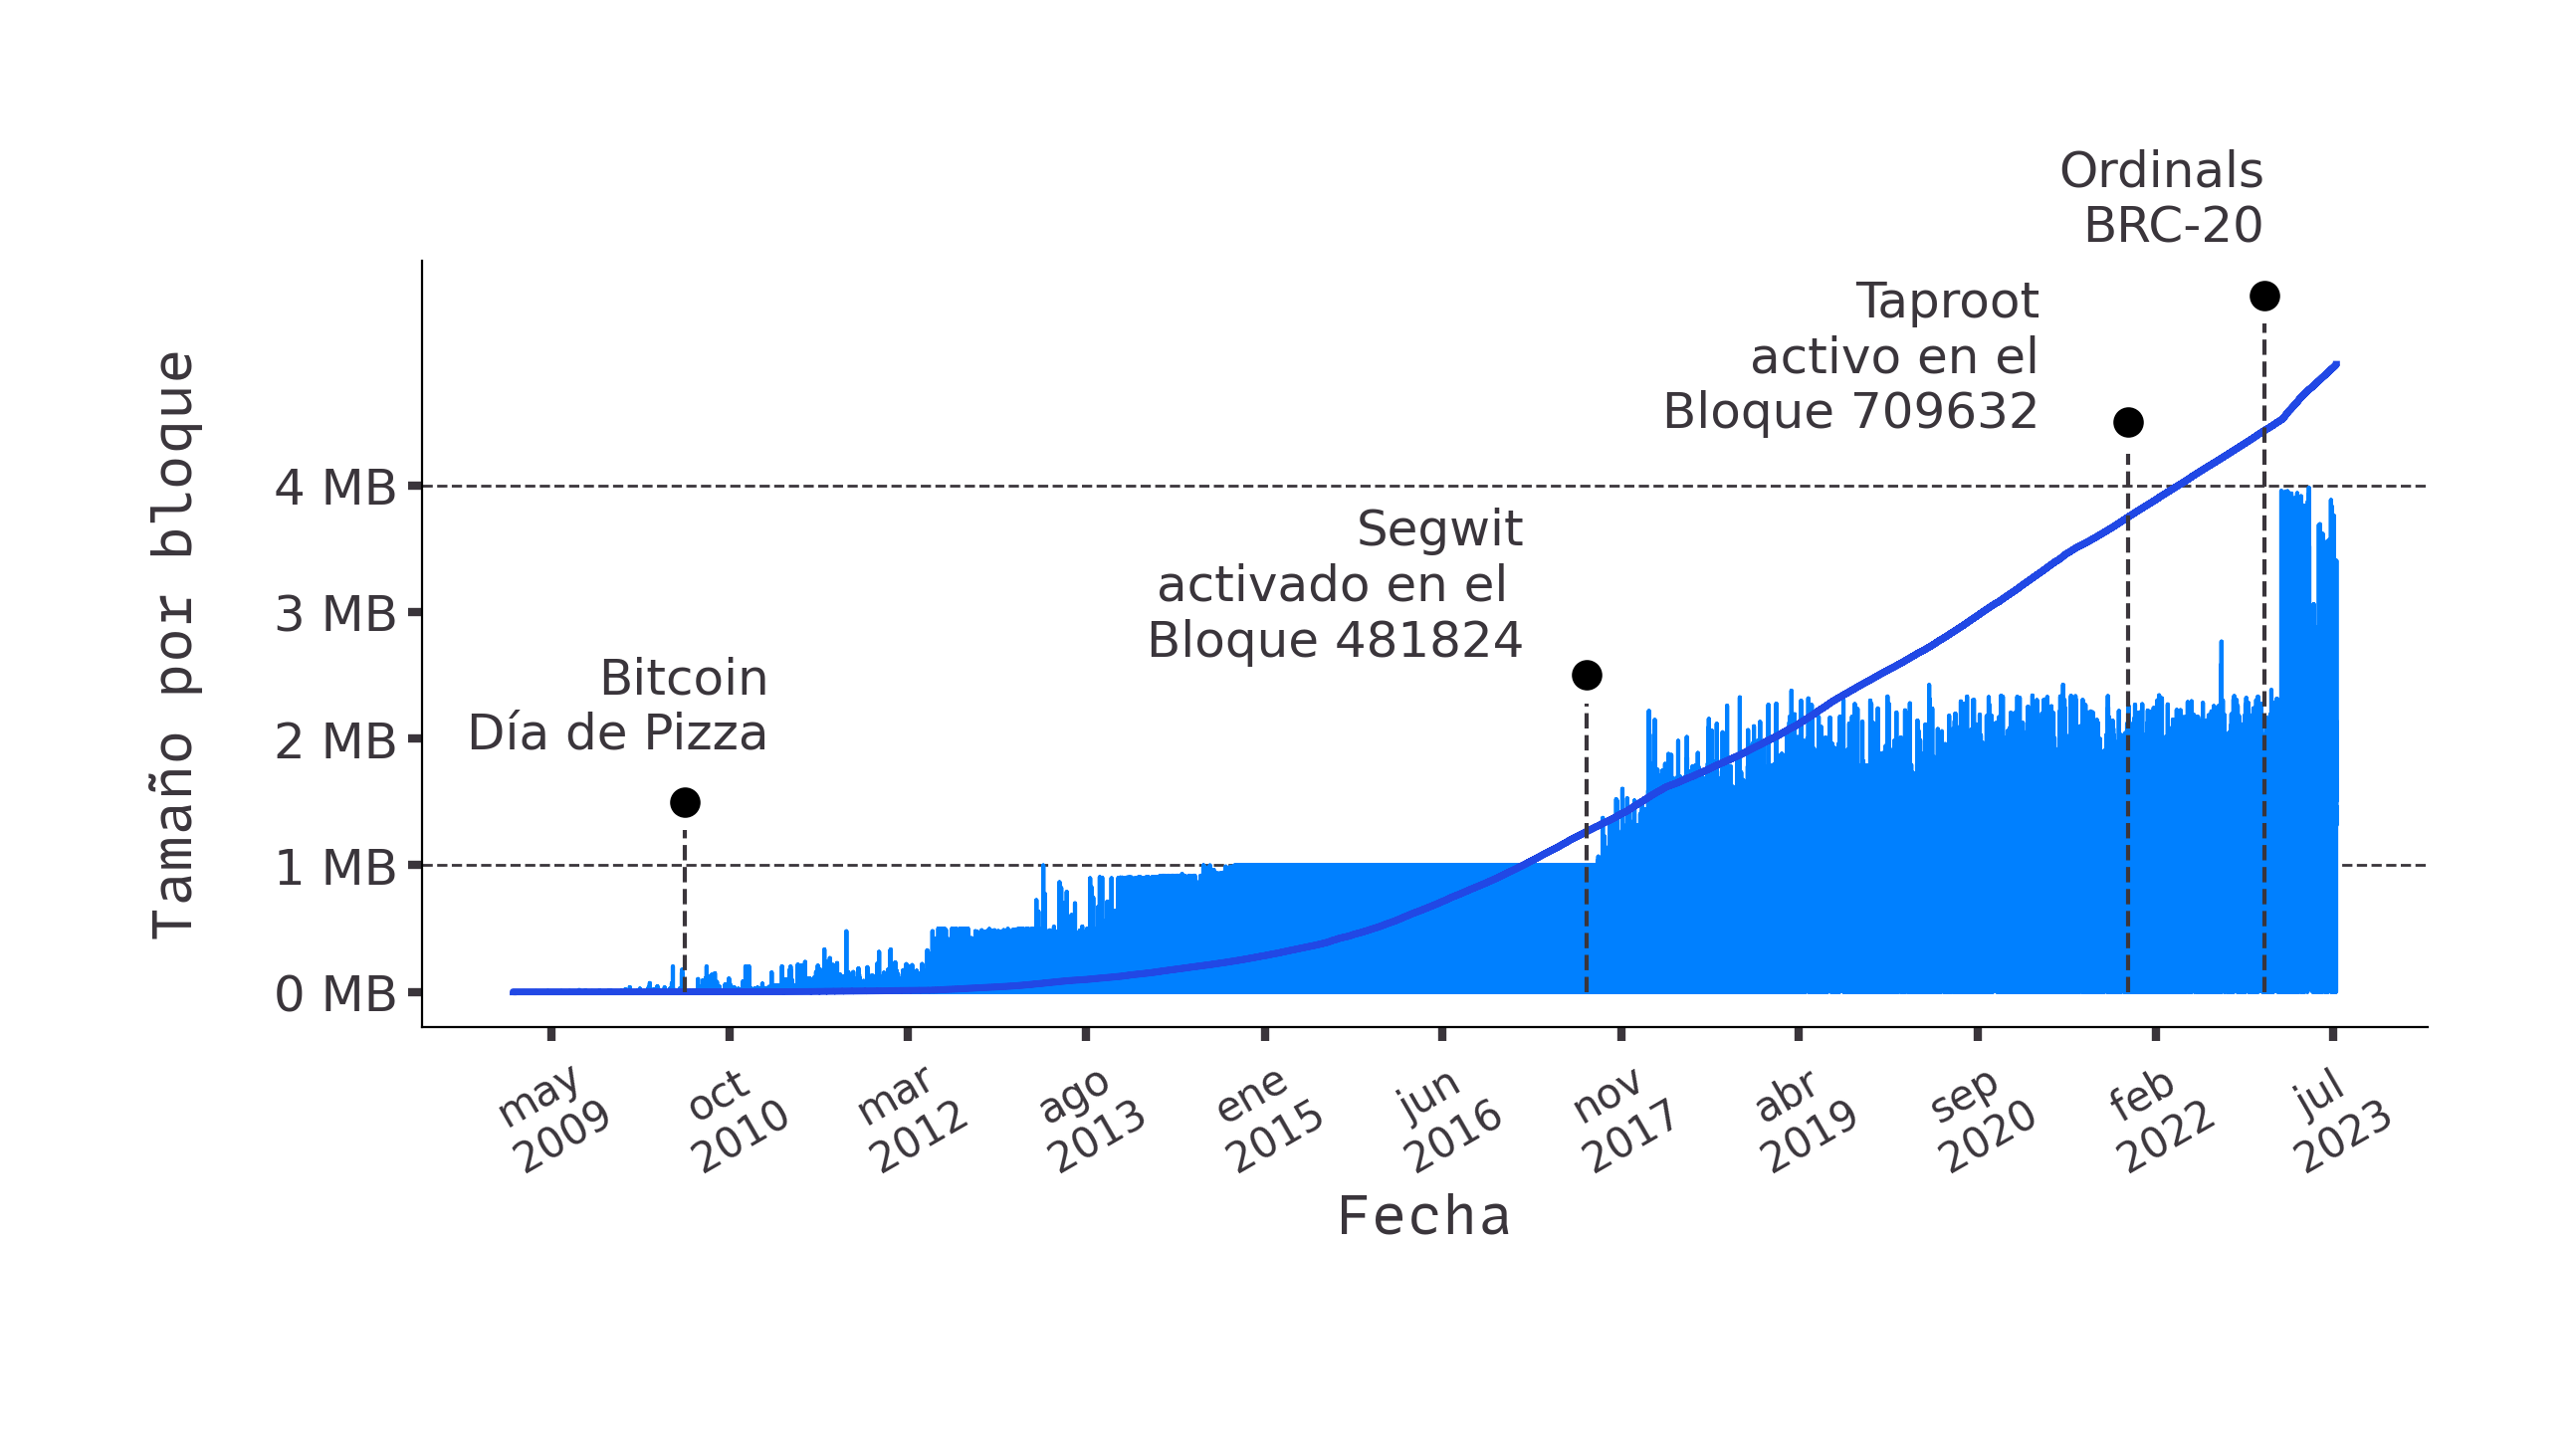 Ordinals
BRC-20
Taproot
activo en el
Bloque 709632
Segwit
activado en el
Bloque 481824
Bitcoin
Día de Pizza
Tamaño por bloque
4 MB
3 MB
2 MB
1 MB
0 MB
may
2009
oct
2010
mar
2012
ago
2013
ene
2015
jun
2016
nov
2017
abr
2019
sep
2020
feb
2022
jul
2023
Fecha